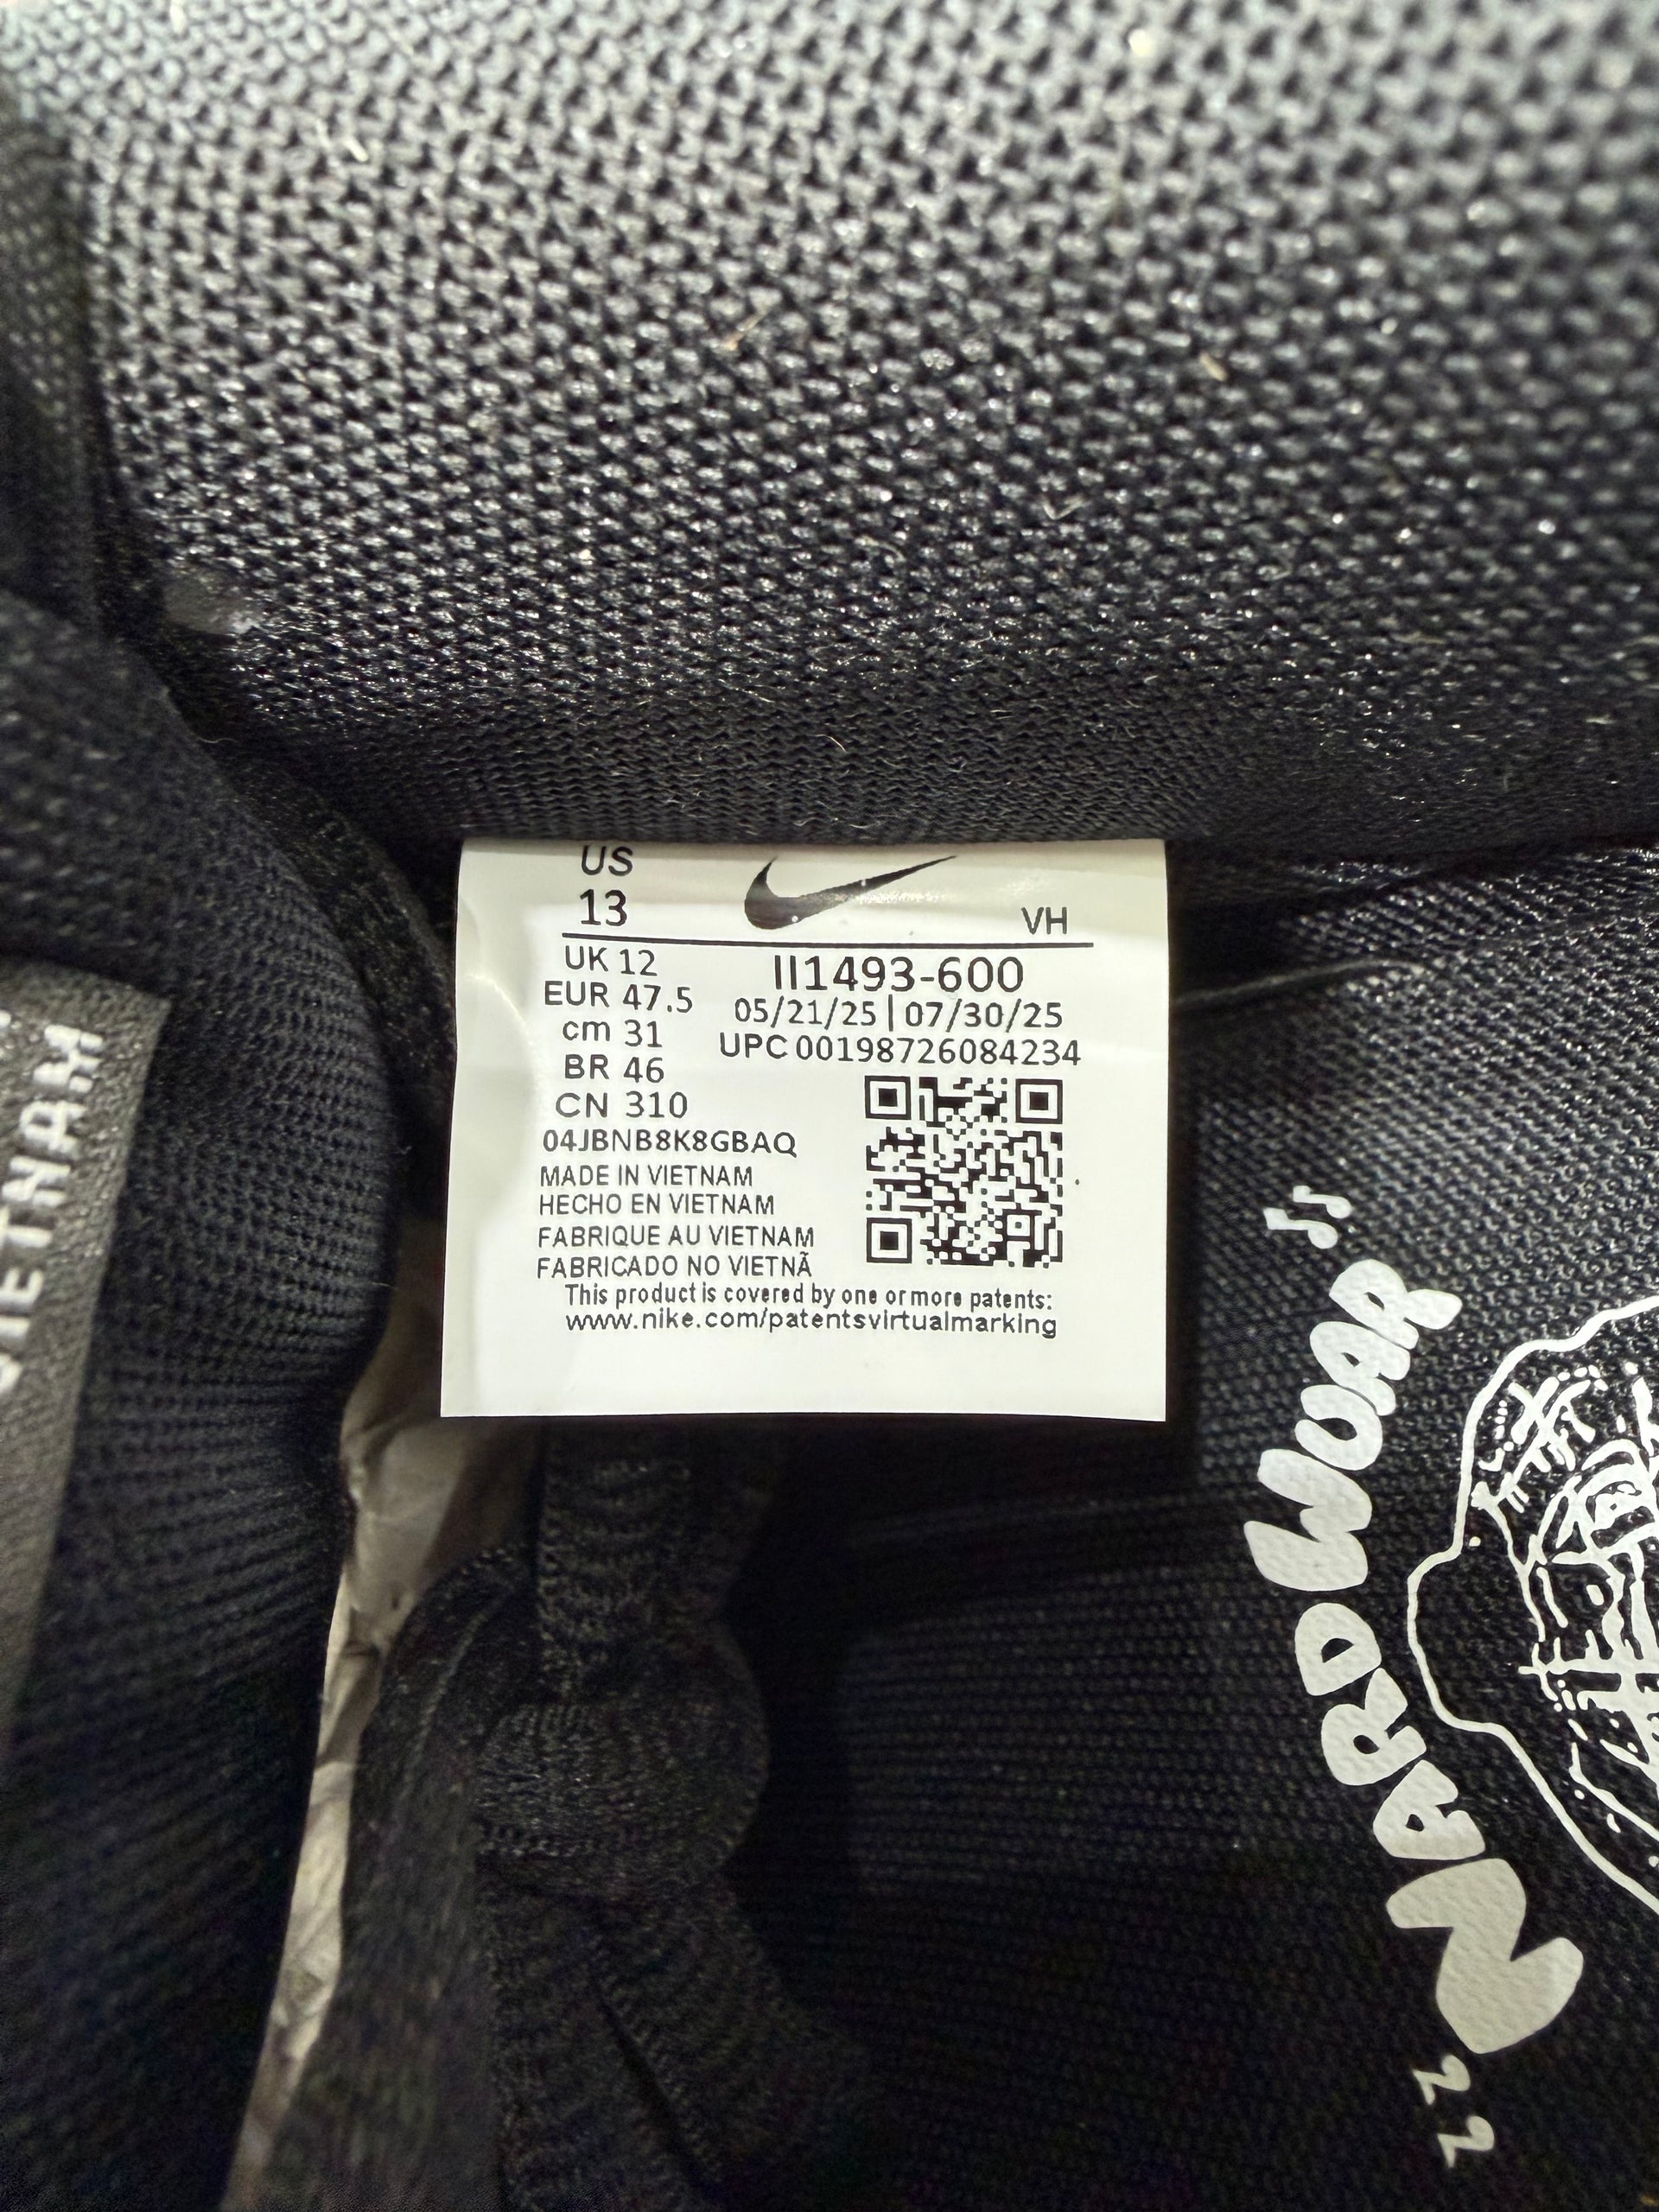 US
13
VH
UK 12
EUR 47.5
cm 31
BR 46
CN 310
II1493-600
05/21/25 | 07/30/25
UPC 00198726084234
04JBNB8K8GBAQ
MADE IN VIETNAM
HECHO EN VIETNAM
FABRIQUE AU VIETNAM
FABRICADO NO VIETNÃ
This product is covered by one or more patents:
www.nike.com/patentsvirtualmarking
VIETNAM
"NARDWUAR"